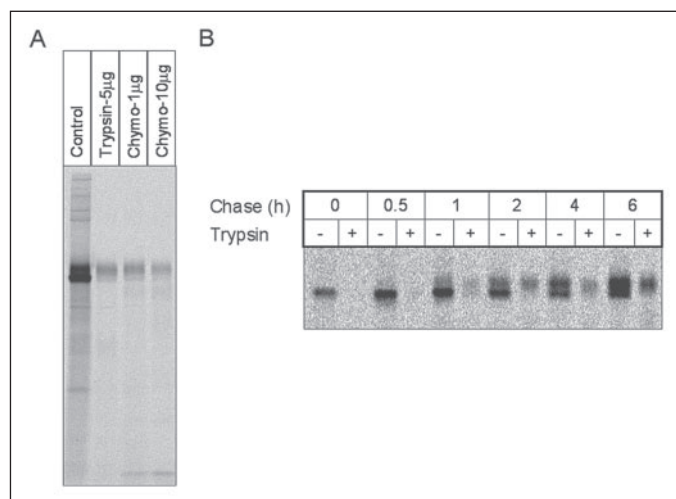 A
Control
Trypsin-5µg
Chymo-1µg
Chymo-10µg
B
Chase (h) 0 0.5 1 2 4 6
Trypsin - + - + - + - + - + - +